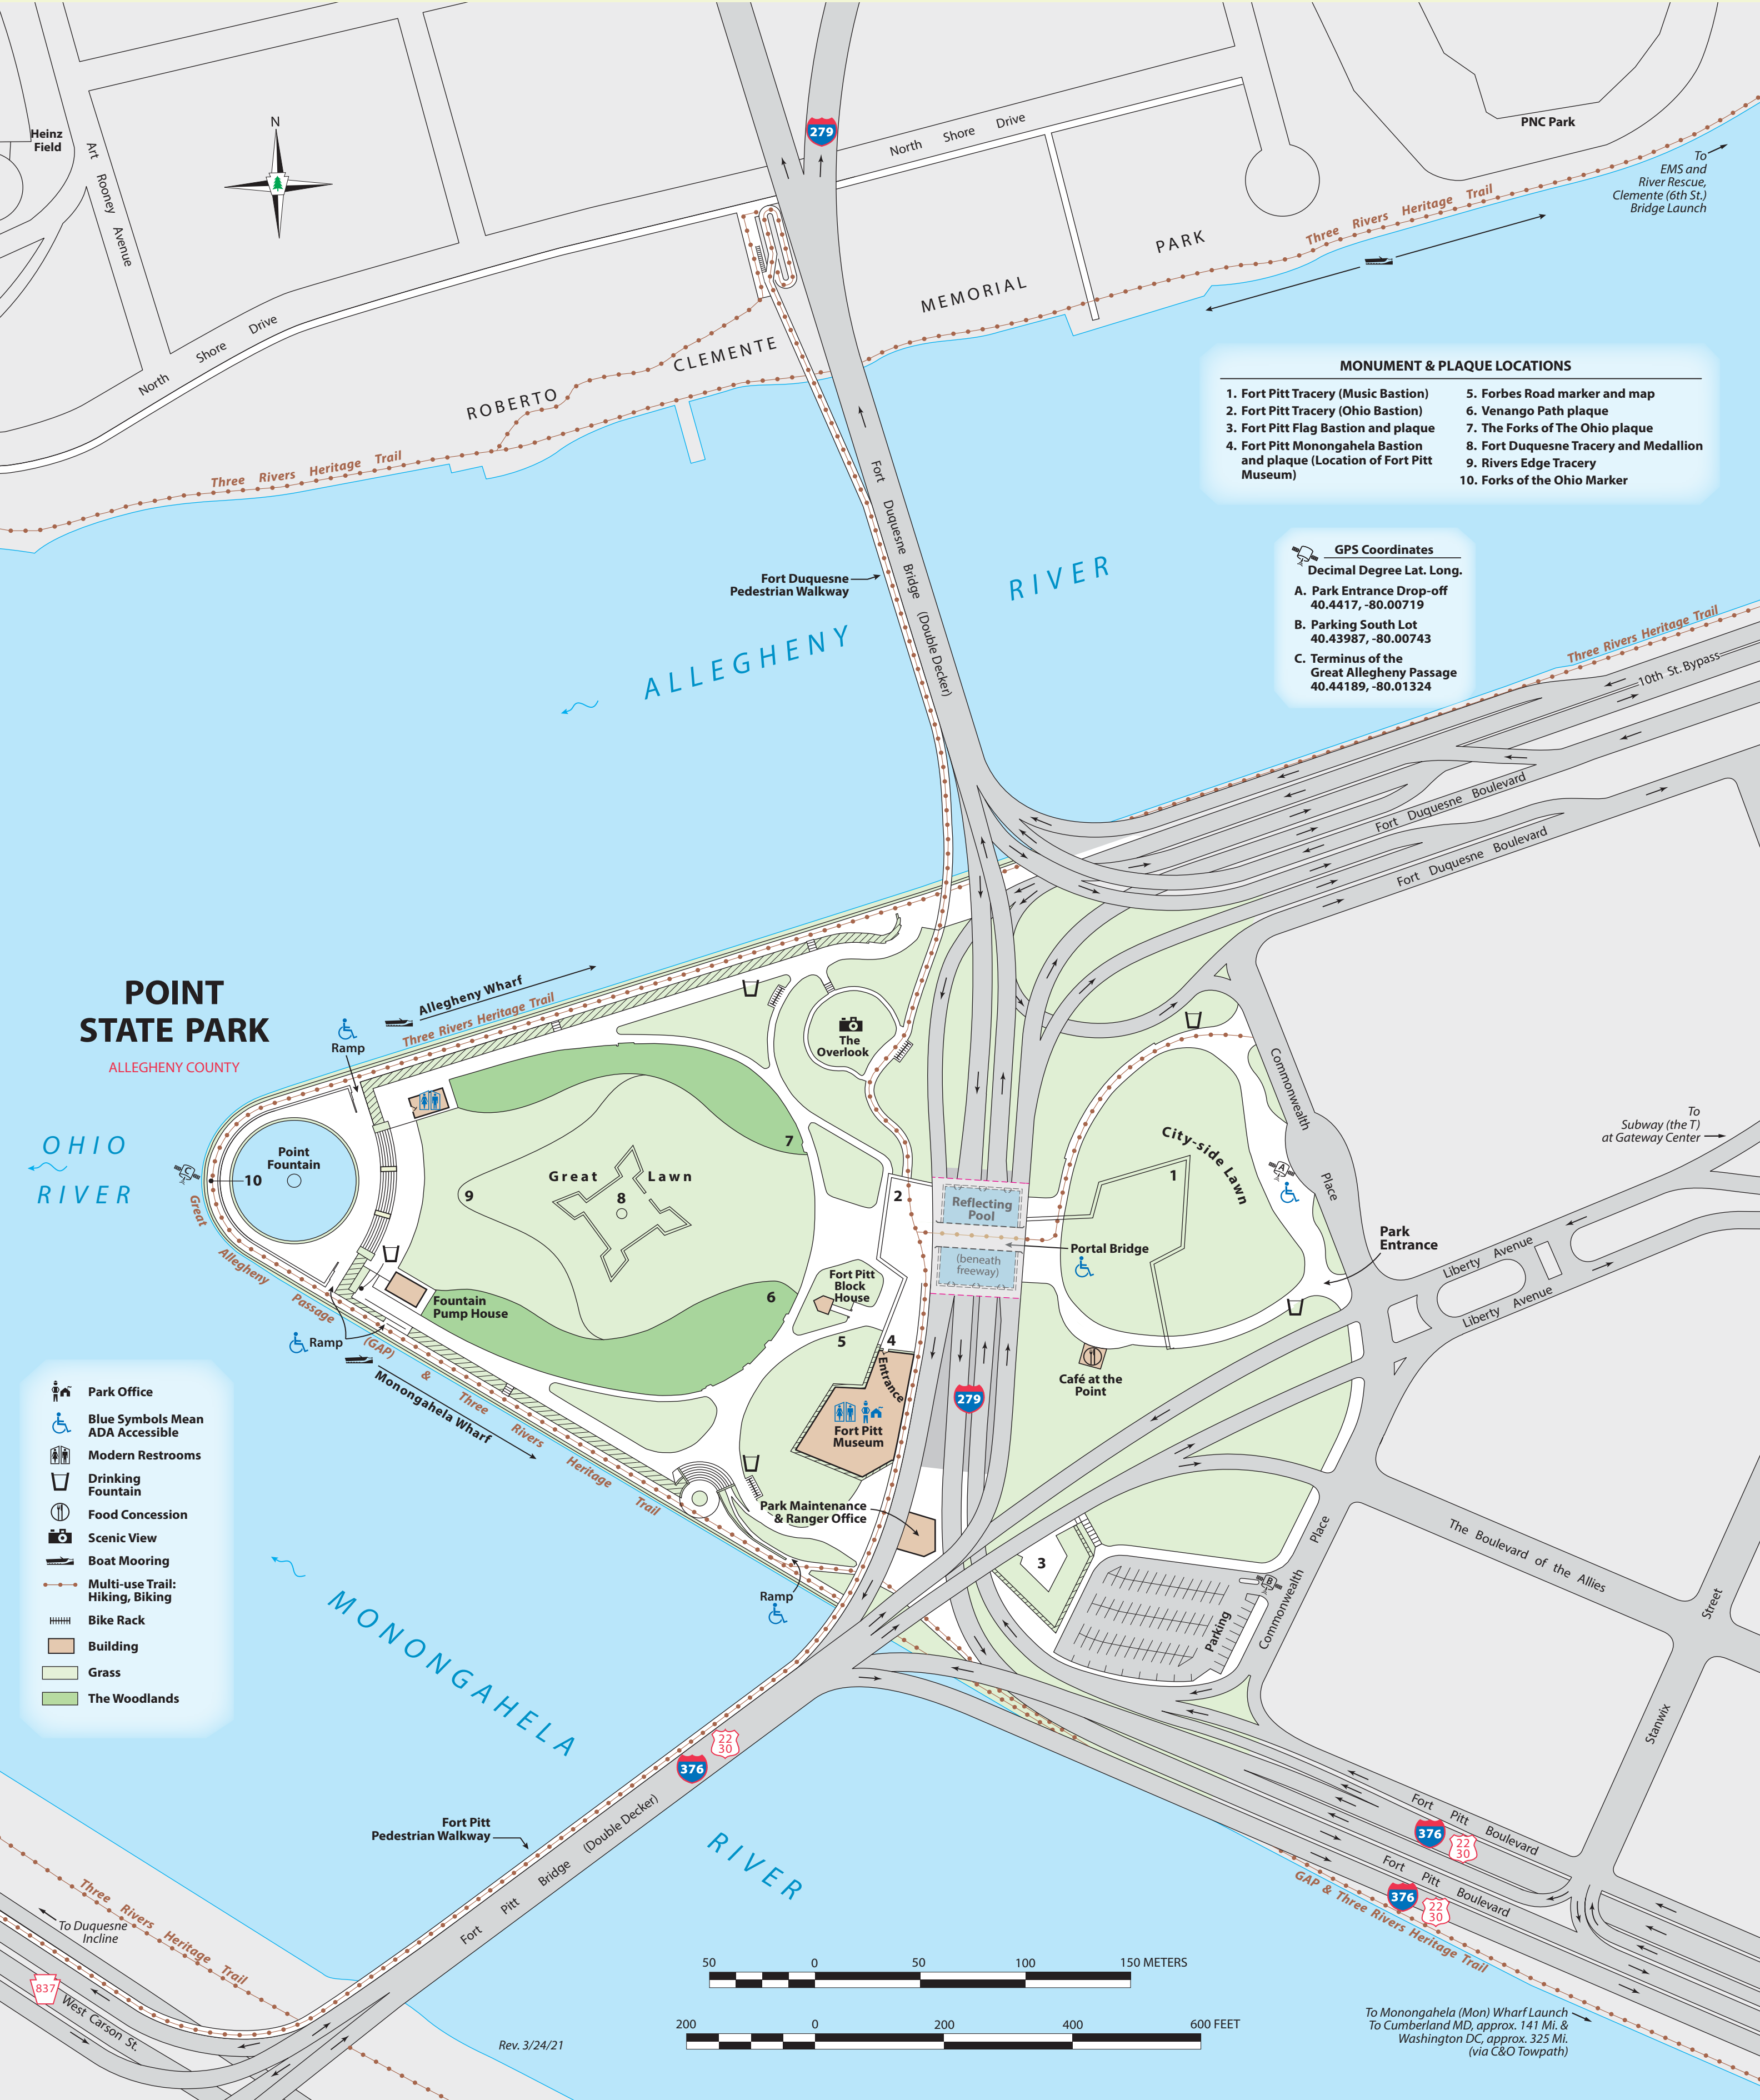 N
Heinz
Field
Art Rooney Avenue
North Shore Drive
279
North Shore Drive
PNC Park
To
EMS and
River Rescue,
Clemente (6th St.)
Bridge Launch
Three Rivers Heritage Trail
ROBERTO CLEMENTE MEMORIAL PARK
Three Rivers Heritage Trail
MONUMENT & PLAQUE LOCATIONS
1. Fort Pitt Tracery (Music Bastion)
2. Fort Pitt Tracery (Ohio Bastion)
3. Fort Pitt Flag Bastion and plaque
4. Fort Pitt Monongahela Bastion
and plaque (Location of Fort Pitt
Museum)
5. Forbes Road marker and map
6. Venango Path plaque
7. The Forks of The Ohio plaque
8. Fort Duquesne Tracery and Medallion
9. Rivers Edge Tracery
10. Forks of the Ohio Marker
GPS Coordinates
Decimal Degree Lat. Long.
A. Park Entrance Drop-off
40.4417, -80.00719
B. Parking South Lot
40.43987, -80.00743
C. Terminus of the
Great Allegheny Passage
40.44189, -80.01324
Fort Duquesne Bridge (Double Decker)
Fort Duquesne
Pedestrian Walkway
ALLEGHENY RIVER
Three Rivers Heritage Trail
10th St. Bypass
Fort Duquesne Boulevard
Fort Duquesne Boulevard
POINT
STATE PARK
ALLEGHENY COUNTY
Allegheny Wharf
Three Rivers Heritage Trail
Ramp
The
Overlook
Commonwealth Place
To
Subway (the T)
at Gateway Center
OHIO
RIVER
C
Point
Fountain
10
7
Great Lawn
9
8
2
1
City-side Lawn
A
Reflecting
Pool
Portal Bridge
(beneath
freeway)
Park
Entrance
Liberty Avenue
Liberty Avenue
Fort Pitt
Block
House
6
5
4
Fountain
Pump House
Ramp
Great Allegheny Passage (GAP) & Three Rivers Heritage Trail
Monongahela Wharf
Entrance
Fort Pitt
Museum
279
Café at the
Point
Park Office
Blue Symbols Mean
ADA Accessible
Modern Restrooms
Drinking
Fountain
Food Concession
Scenic View
Boat Mooring
Multi-use Trail:
Hiking, Biking
Bike Rack
Building
Grass
The Woodlands
Park Maintenance
& Ranger Office
3
B
Parking
Commonwealth Place
The Boulevard of the Allies
Stanwix Street
Ramp
MONONGAHELA RIVER
22
30
376
Fort Pitt
Pedestrian Walkway
Fort Pitt Bridge (Double Decker)
Fort Pitt Boulevard
376
22
30
Fort Pitt Boulevard
376
22
30
GAP & Three Rivers Heritage Trail
Three Rivers Heritage Trail
To Duquesne
Incline
837
West Carson St.
50 0 50 100 150 METERS
200 0 200 400 600 FEET
Rev. 3/24/21
To Monongahela (Mon) Wharf Launch
To Cumberland MD, approx. 141 Mi. &
Washington DC, approx. 325 Mi.
(via C&O Towpath)